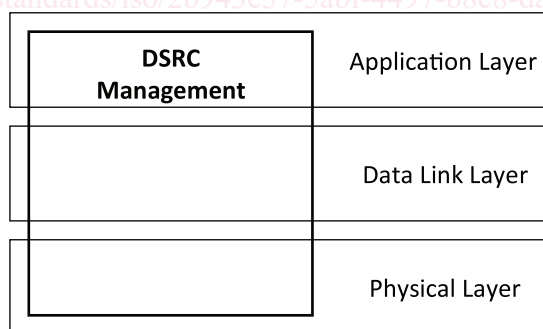 DSRC
Management
Application Layer
Data Link Layer
Physical Layer